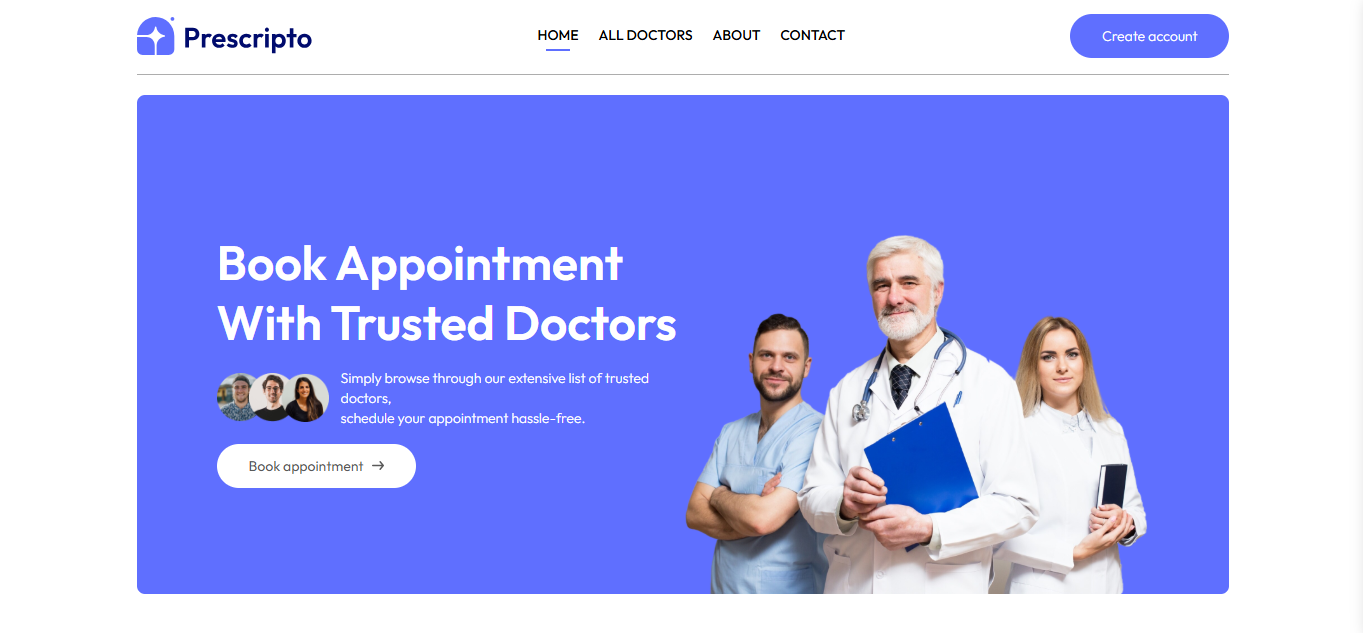 Prescripto
HOME
ALL DOCTORS
ABOUT
CONTACT
Create account
Book Appointment
With Trusted Doctors
Simply browse through our extensive list of trusted
doctors,
schedule your appointment hassle-free.
Book appointment →